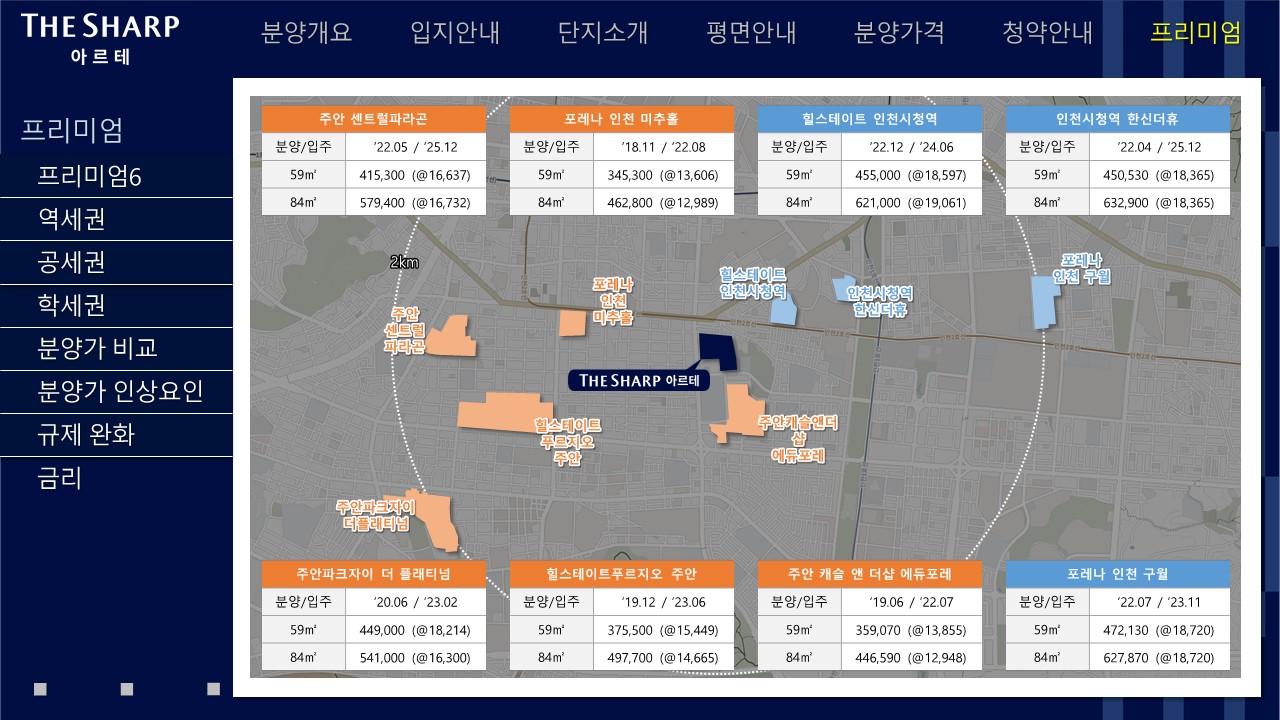 THE SHARP
아르테
분양개요 입지안내 단지소개 평면안내 분양가격 청약안내 프리미엄
프리미엄
프리미엄6
역세권
공세권
학세권
분양가 비교
분양가 인상요인
규제 완화
금리
주안 센트럴파라곤
분양/입주 ’22.05 / ’25.12
59㎡ 415,300 (@16,637)
84㎡ 579,400 (@16,732)
포레나 인천 미추홀
분양/입주 ’18.11 / ’22.08
59㎡ 345,300 (@13,606)
84㎡ 462,800 (@12,989)
힐스테이트 인천시청역
분양/입주 ’22.12 / ’24.06
59㎡ 455,000 (@18,597)
84㎡ 621,000 (@19,061)
인천시청역 한신더휴
분양/입주 ’22.04 / ’25.12
59㎡ 450,530 (@18,365)
84㎡ 632,900 (@18,365)
2km
주안
센트럴
파라곤
포레나
인천
미추홀
힐스테이트
인천시청역
인천시청역
한신더휴
포레나
인천 구월
THE SHARP 아르테
힐스테이트
푸르지오
주안
주안캐슬앤더
샵
에듀포레
주안파크자이
더플래티넘
주안파크자이 더 플래티넘
분양/입주 ’20.06 / ’23.02
59㎡ 449,000 (@18,214)
84㎡ 541,000 (@16,300)
힐스테이트푸르지오 주안
분양/입주 ’19.12 / ’23.06
59㎡ 375,500 (@15,449)
84㎡ 497,700 (@14,665)
주안 캐슬 앤 더샵 에듀포레
분양/입주 ’19.06 / ’22.07
59㎡ 359,070 (@13,855)
84㎡ 446,590 (@12,948)
포레나 인천 구월
분양/입주 ’22.07 / ’23.11
59㎡ 472,130 (@18,720)
84㎡ 627,870 (@18,720)